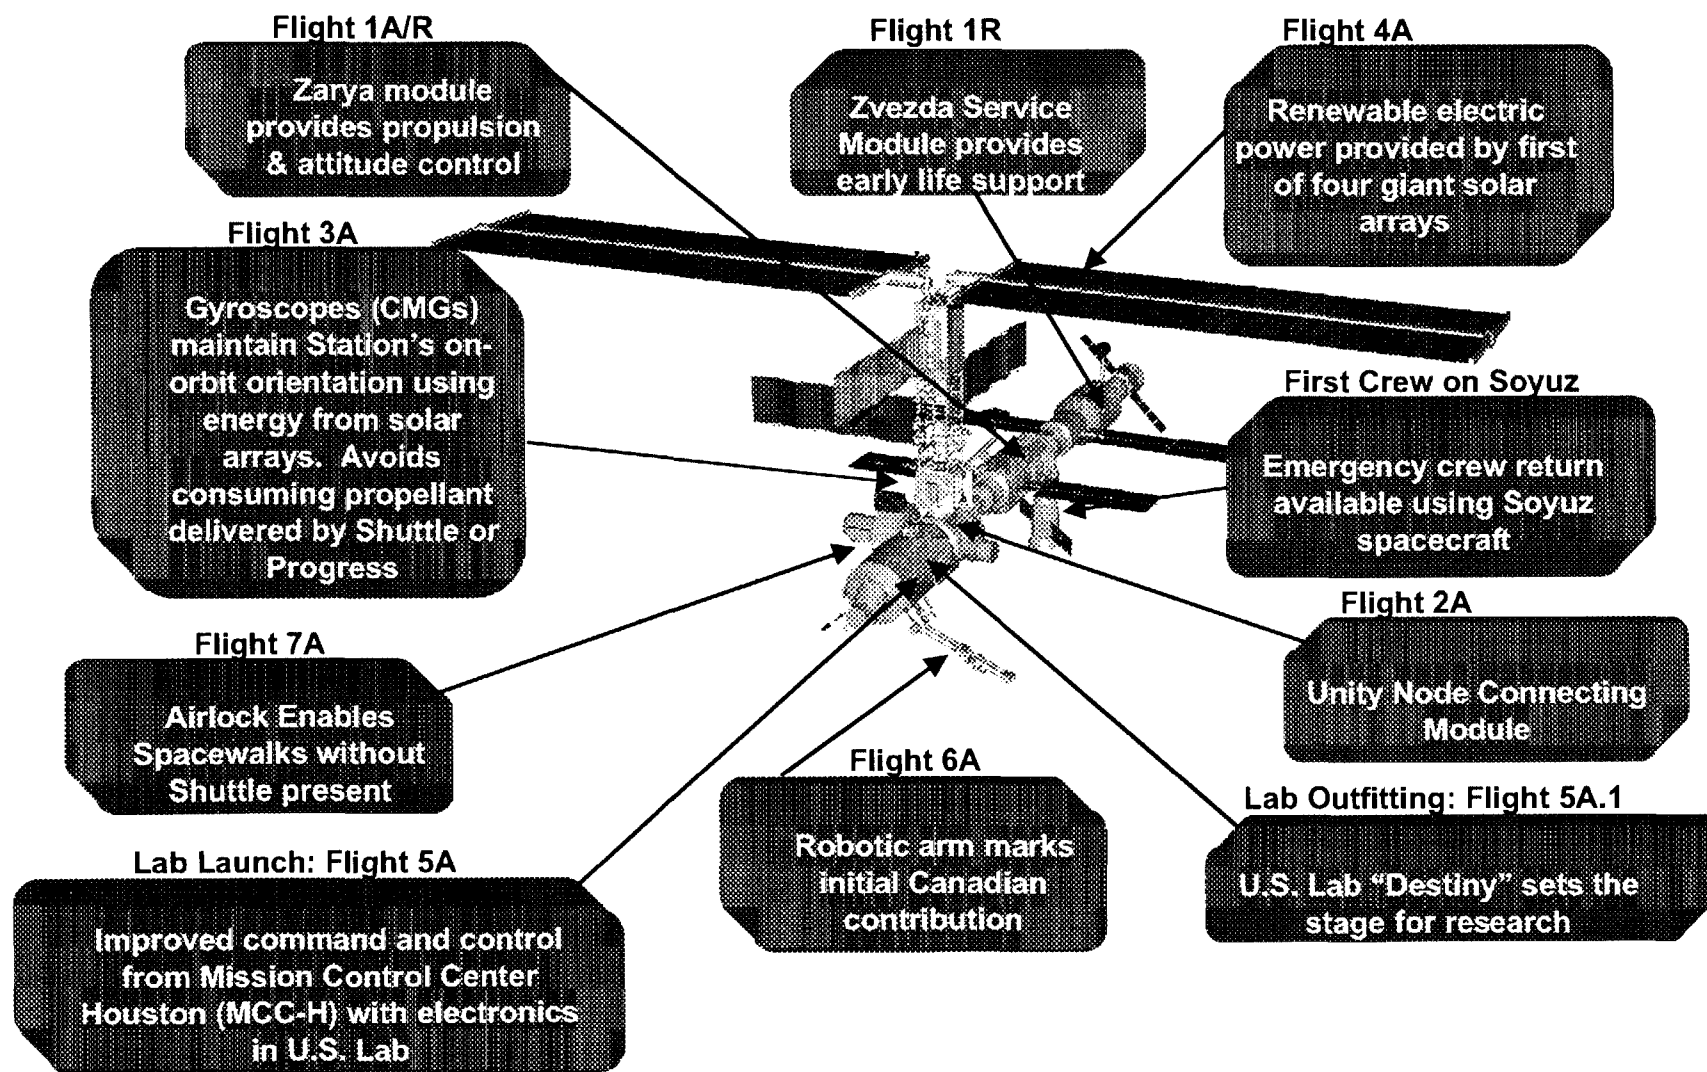 Flight 1A/R
Zarya module
provides propulsion
& attitude control
Flight 1R
Zvezda Service
Module provides
early life support
Flight 4A
Renewable electric
power provided by first
of four giant solar
arrays
Flight 3A
Gyroscopes (CMGs)
maintain Station's on-
orbit orientation using
energy from solar
arrays. Avoids
consuming propellant
delivered by Shuttle or
Progress
First Crew on Soyuz
Emergency crew return
available using Soyuz
spacecraft
Flight 2A
Unity Node Connecting
Module
Flight 7A
Airlock Enables
Spacewalks without
Shuttle present
Flight 6A
Robotic arm marks
initial Canadian
contribution
Lab Outfitting: Flight 5A.1
U.S. Lab “Destiny” sets the
stage for research
Lab Launch: Flight 5A
Improved command and control
from Mission Control Center
Houston (MCC-H) with electronics
in U.S. Lab